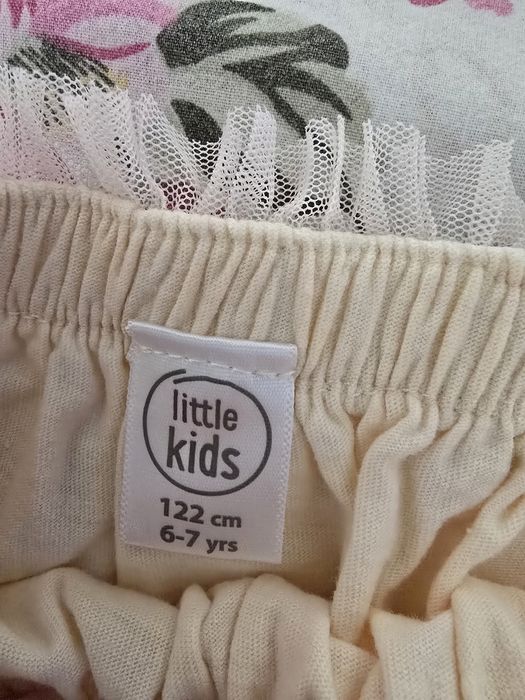 little
kids
122 cm
6-7 yrs